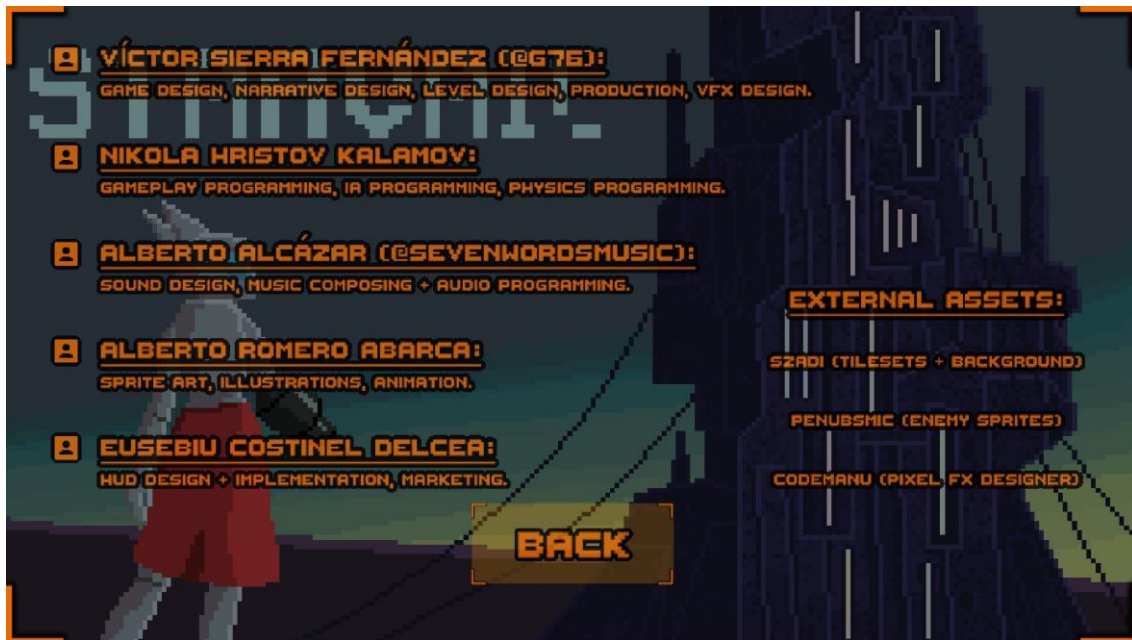 VÍCTOR SIERRA FERNÁNDEZ (@G76):
GAME DESIGN, NARRATIVE DESIGN, LEVEL DESIGN, PRODUCTION, VFX DESIGN.
NIKOLA HRISTOV KALAMOV:
GAMEPLAY PROGRAMMING, IA PROGRAMMING, PHYSICS PROGRAMMING.
ALBERTO ALCÁZAR (@SEVENWORDSMUSIC):
SOUND DESIGN, MUSIC COMPOSING + AUDIO PROGRAMMING.
ALBERTO ROMERO ABARCA:
SPRITE ART, ILLUSTRATIONS, ANIMATION.
EUSEBIU COSTINEL DELCEA:
HUD DESIGN + IMPLEMENTATION, MARKETING.
EXTERNAL ASSETS:
SZADI (TILESETS + BACKGROUND)
PENUBSMIC (ENEMY SPRITES)
CODEMANU (PIXEL FX DESIGNER)
BACK